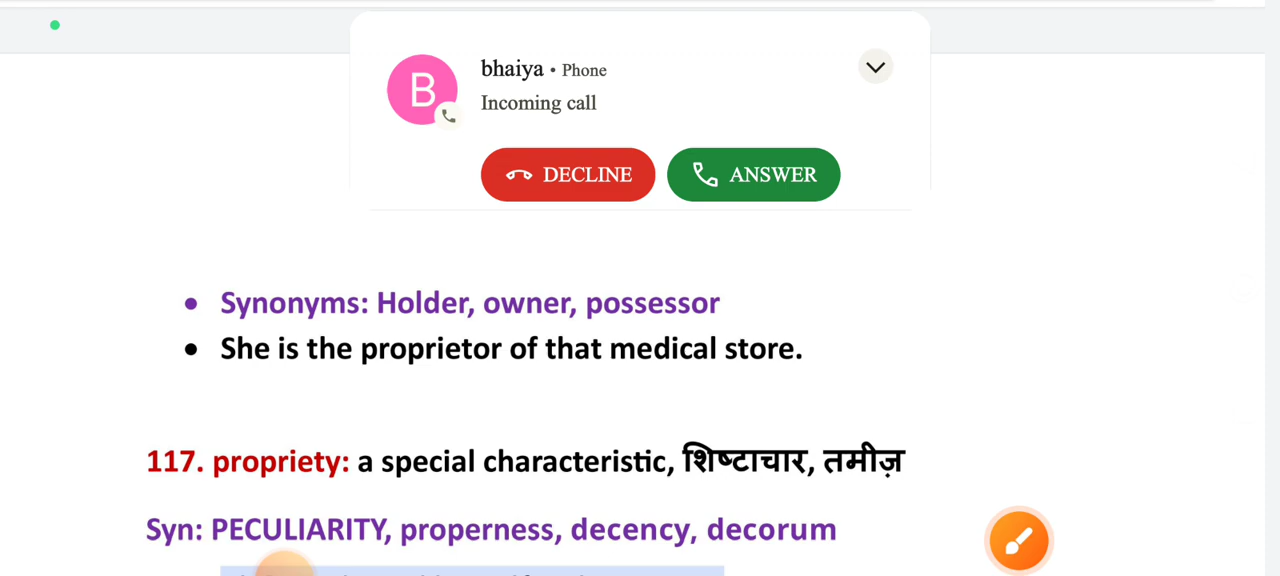 B
bhaiya • Phone
Incoming call
DECLINE
ANSWER
• Synonyms: Holder, owner, possessor
• She is the proprietor of that medical store.
117. propriety: a special characteristic, शिष्टाचार, तमीज़
Syn: PECULIARITY, properness, decency, decorum